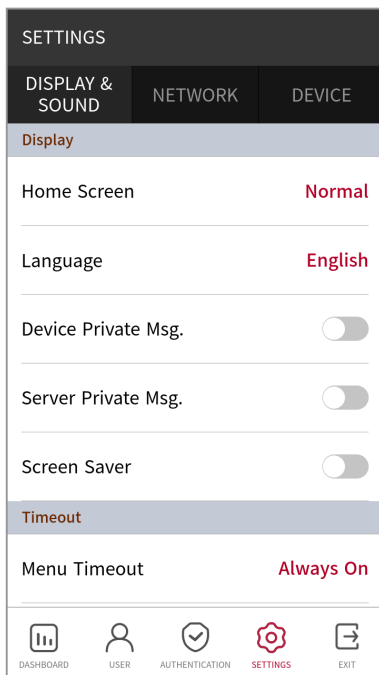 SETTINGS
DISPLAY &
SOUND
NETWORK
DEVICE
Display
Home Screen Normal
Language English
Device Private Msg.
Server Private Msg.
Screen Saver
Timeout
Menu Timeout Always On
DASHBOARD USER AUTHENTICATION SETTINGS EXIT